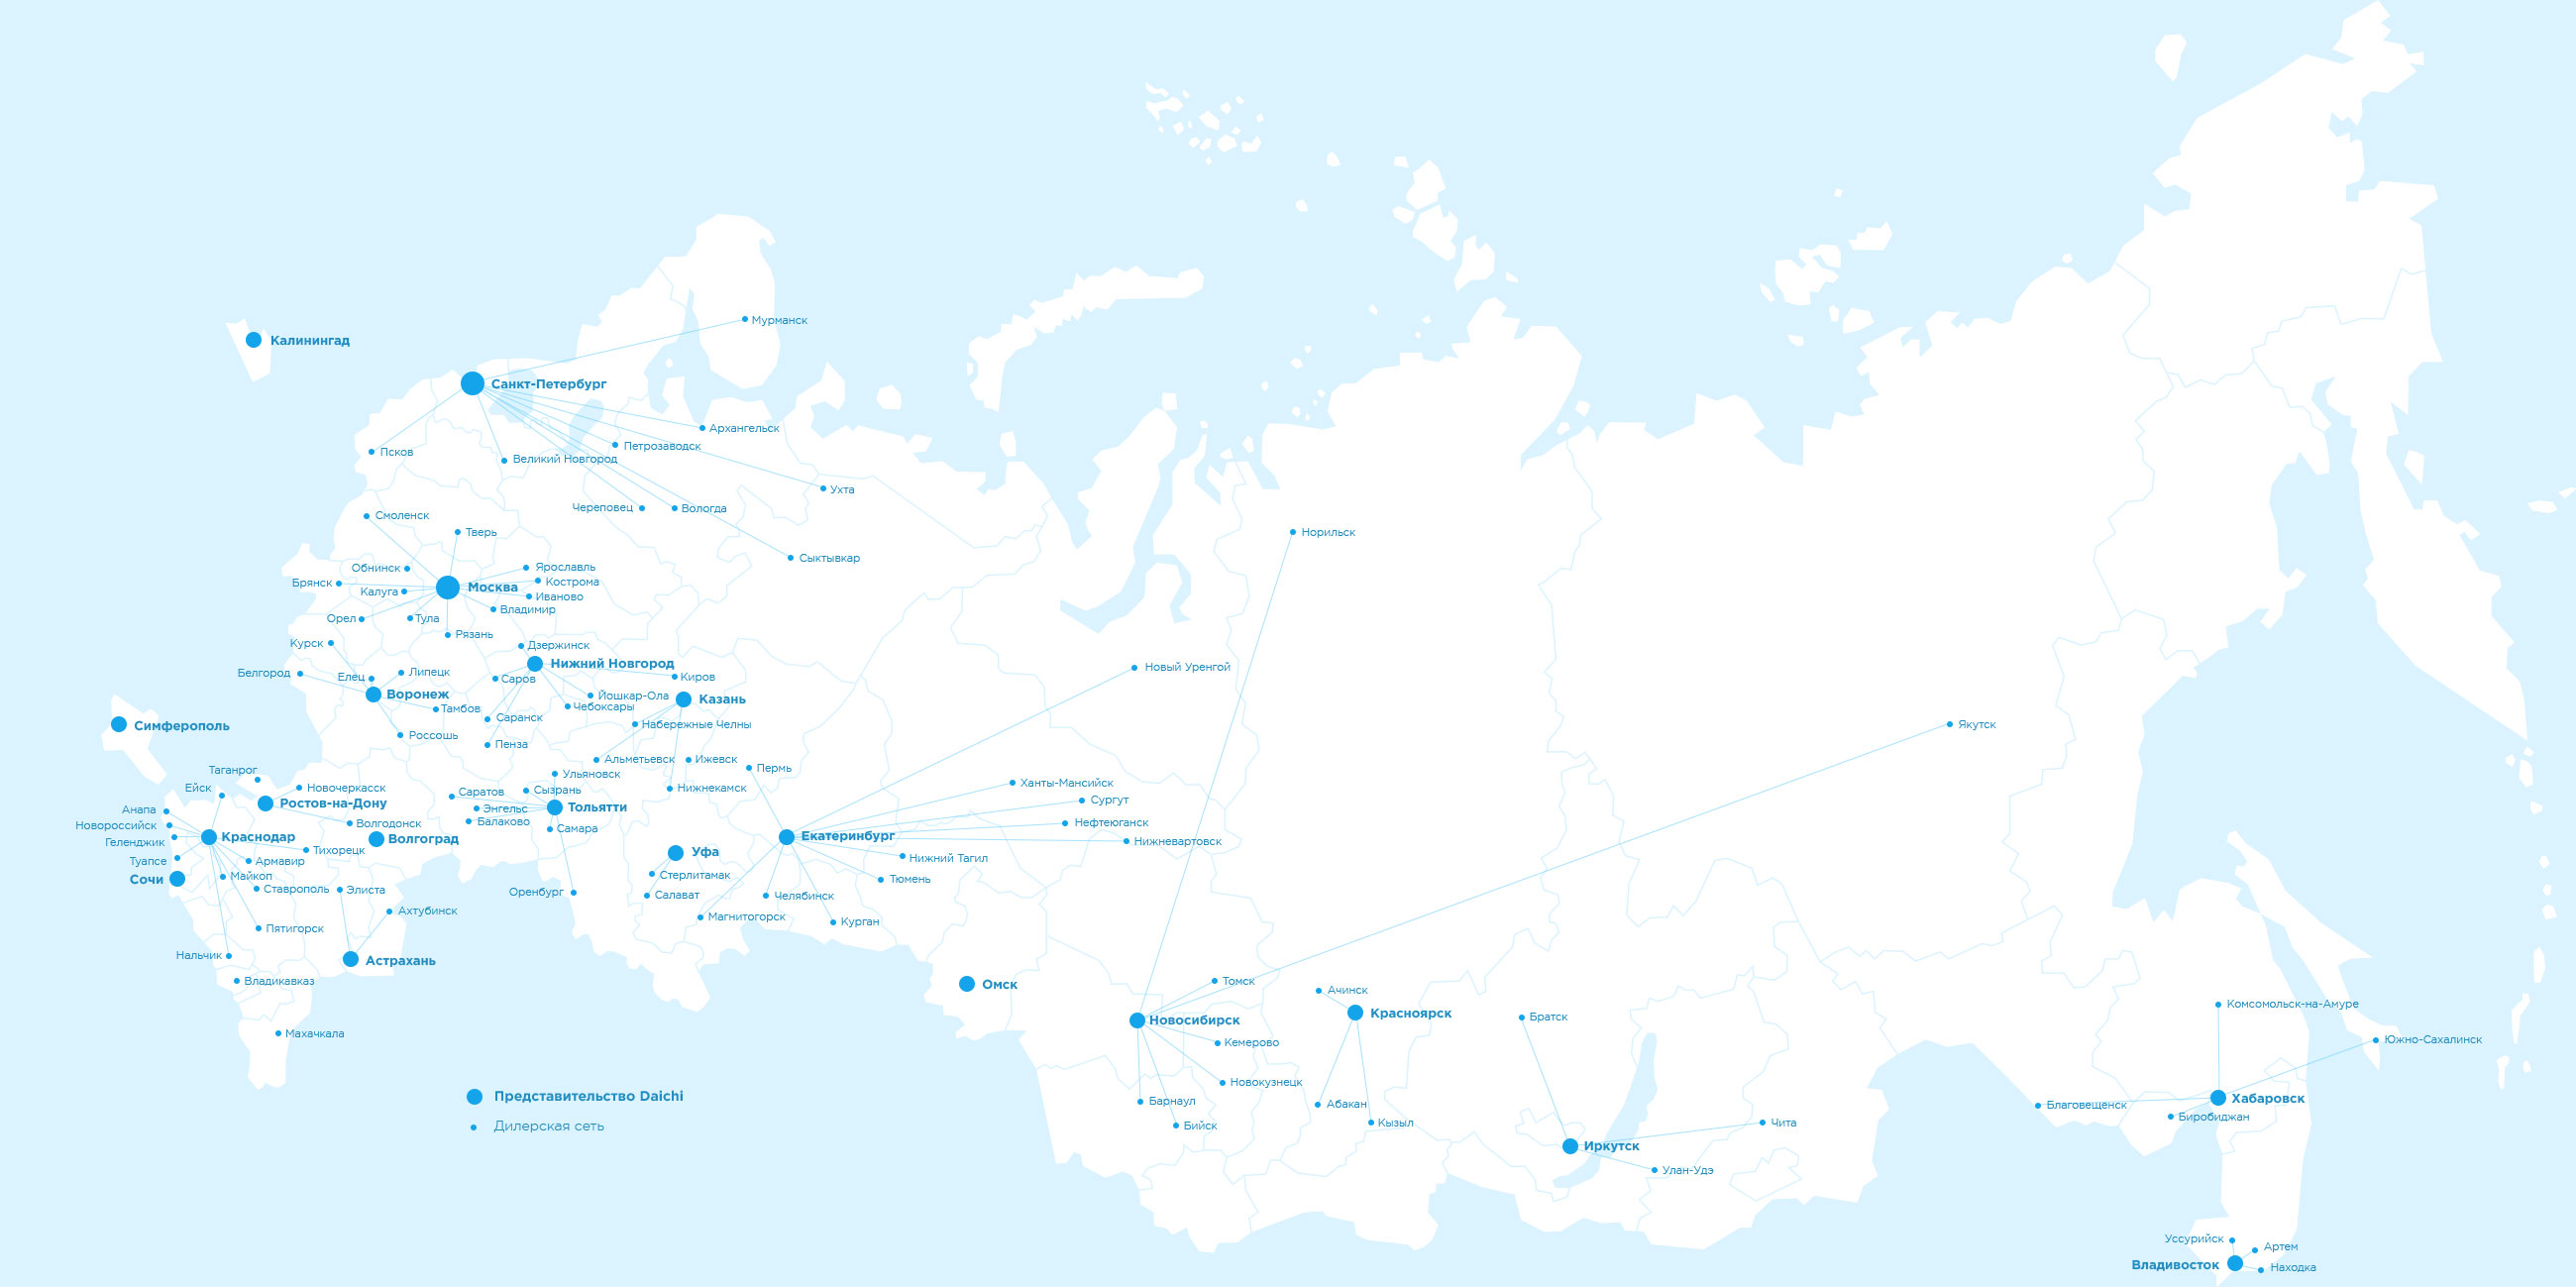 Мурманск
Калининград
Санкт-Петербург
Архангельск
Петрозаводск
Псков
Великий Новгород
Ухта
Череповец
Вологда
Смоленск
Тверь
Норильск
Сыктывкар
Обнинск
Ярославль
Брянск
Кострома
Москва
Калуга
Иваново
Владимир
Орел
Тула
Рязань
Курск
Дзержинск
Нижний Новгород
Новый Уренгой
Белгород
Липецк
Елец
Саров
Киров
Воронеж
Йошкар-Ола
Казань
Чебоксары
Тамбов
Саранск
Симферополь
Набережные Челны
Якутск
Россошь
Пенза
Альметьевск
Ижевск
Пермь
Таганрог
Ульяновск
Ханты-Мансийск
Ейск
Новочеркасск
Саратов
Сызрань
Нижнекамск
Сургут
Ростов-на-Дону
Тольятти
Энгельс
Анапа
Балаково
Нефтеюганск
Новороссийск
Волгодонск
Самара
Краснодар
Волгоград
Екатеринбург
Нижневартовск
Геленджик
Тихорецк
Уфа
Нижний Тагил
Туапсе
Армавир
Майкоп
Стерлитамак
Сочи
Тюмень
Ставрополь
Элиста
Оренбург
Салават
Челябинск
Ахтубинск
Магнитогорск
Курган
Пятигорск
Нальчик
Астрахань
Владикавказ
Омск
Томск
Ачинск
Комсомольск-на-Амуре
Красноярск
Братск
Новосибирск
Махачкала
Кемерово
Южно-Сахалинск
Новокузнецк
Представительство Daichi
Барнаул
Абакан
Благовещенск
Хабаровск
Биробиджан
Дилерская сеть
Бийск
Кызыл
Чита
Иркутск
Улан-Удэ
Уссурийск
Артем
Владивосток
Находка